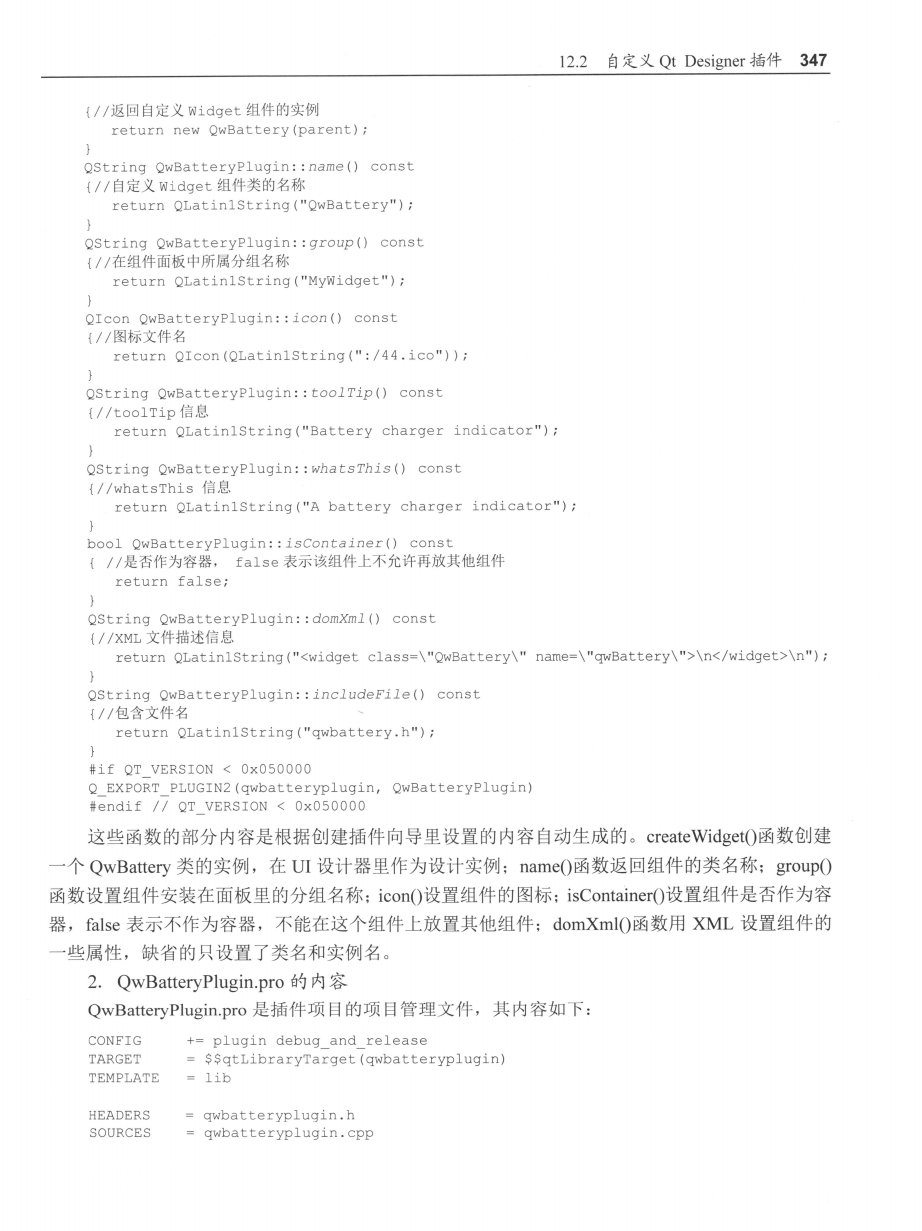 12.2 自定义 Qt Designer 插件 347
{//返回自定义 Widget 组件的实例
return new QwBattery(parent);
}
QString QwBatteryPlugin::name() const
{//自定义 Widget 组件类的名称
return QLatin1String("QwBattery");
}
QString QwBatteryPlugin::group() const
{//在组件面板中所属分组名称
return QLatin1String("MyWidget");
}
QIcon QwBatteryPlugin::icon() const
{//图标文件名
return QIcon(QLatin1String(":/44.ico"));
}
QString QwBatteryPlugin::toolTip() const
{//toolTip 信息
return QLatin1String("Battery charger indicator");
}
QString QwBatteryPlugin::whatsThis() const
{//whatsThis 信息
return QLatin1String("A battery charger indicator");
}
bool QwBatteryPlugin::isContainer() const
{ //是否作为容器， false 表示该组件上不允许再放其他组件
return false;
}
QString QwBatteryPlugin::domXml() const
{//XML 文件描述信息
return QLatin1String("<widget class=\"QwBattery\" name=\"qwBattery\">\n</widget>\n");
}
QString QwBatteryPlugin::includeFile() const
{//包含文件名
return QLatin1String("qwbattery.h");
}
#if QT_VERSION < 0x050000
Q_EXPORT_PLUGIN2(qwbatteryplugin, QwBatteryPlugin)
#endif // QT_VERSION < 0x050000
这些函数的部分内容是根据创建插件向导里设置的内容自动生成的。createWidget()函数创建
一个 QwBattery 类的实例，在 UI 设计器里作为设计实例；name()函数返回组件的类名称；group()
函数设置组件安装在面板里的分组名称；icon()设置组件的图标；isContainer()设置组件是否作为容
器，false 表示不作为容器，不能在这个组件上放置其他组件；domXml()函数用 XML 设置组件的
一些属性，缺省的只设置了类名和实例名。
2．QwBatteryPlugin.pro 的内容
QwBatteryPlugin.pro 是插件项目的项目管理文件，其内容如下：
CONFIG += plugin debug_and_release
TARGET = $$qtLibraryTarget(qwbatteryplugin)
TEMPLATE = lib
HEADERS = qwbatteryplugin.h
SOURCES = qwbatteryplugin.cpp